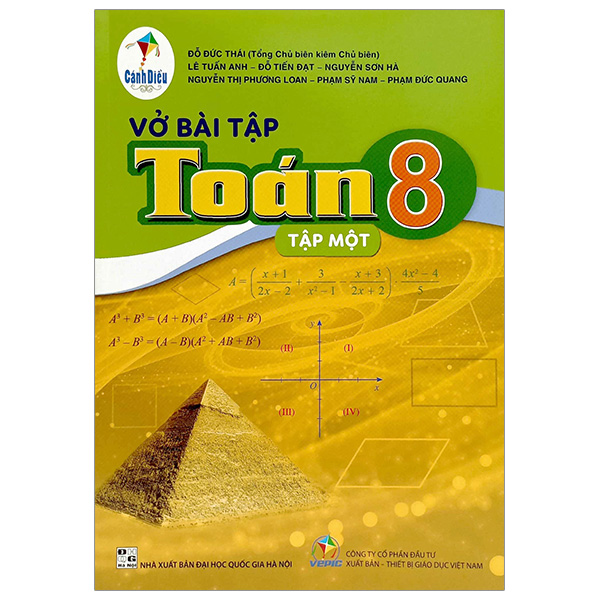 Cánh Diều
ĐỖ ĐỨC THÁI (Tổng Chủ biên kiêm Chủ biên)
LÊ TUẤN ANH – ĐỖ TIẾN ĐẠT – NGUYỄN SƠN HÀ
NGUYỄN THỊ PHƯƠNG LOAN – PHẠM SỸ NAM – PHẠM ĐỨC QUANG
VỞ BÀI TẬP
Toán 8
TẬP MỘT
A = ( (x + 1)/(2x – 2) + 3/(x² – 1) – (x + 3)/(2x + 2) ) · (4x² – 4)/5
A³ + B³ = (A + B)(A² – AB + B²)
A³ – B³ = (A – B)(A² + AB + B²)
y
(II) (I)
O x
(III) (IV)
ĐHQG
Hà Nội
NHÀ XUẤT BẢN ĐẠI HỌC QUỐC GIA HÀ NỘI
VEPIC
CÔNG TY CỔ PHẦN ĐẦU TƯ
XUẤT BẢN – THIẾT BỊ GIÁO DỤC VIỆT NAM